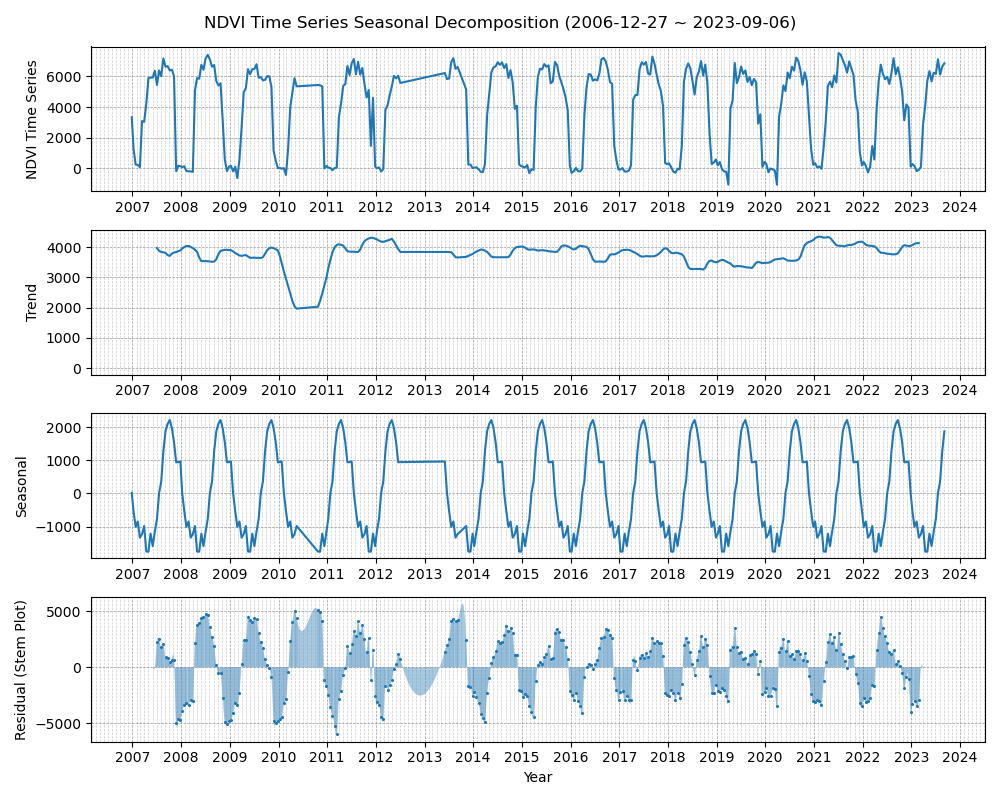 NDVI Time Series Seasonal Decomposition (2006-12-27 ~ 2023-09-06)
NDVI Time Series
6000
4000
2000
0
2007 2008 2009 2010 2011 2012 2013 2014 2015 2016 2017 2018 2019 2020 2021 2022 2023 2024
Trend
4000
3000
2000
1000
0
2007 2008 2009 2010 2011 2012 2013 2014 2015 2016 2017 2018 2019 2020 2021 2022 2023 2024
Seasonal
2000
1000
0
−1000
2007 2008 2009 2010 2011 2012 2013 2014 2015 2016 2017 2018 2019 2020 2021 2022 2023 2024
Residual (Stem Plot)
5000
0
−5000
2007 2008 2009 2010 2011 2012 2013 2014 2015 2016 2017 2018 2019 2020 2021 2022 2023 2024
Year